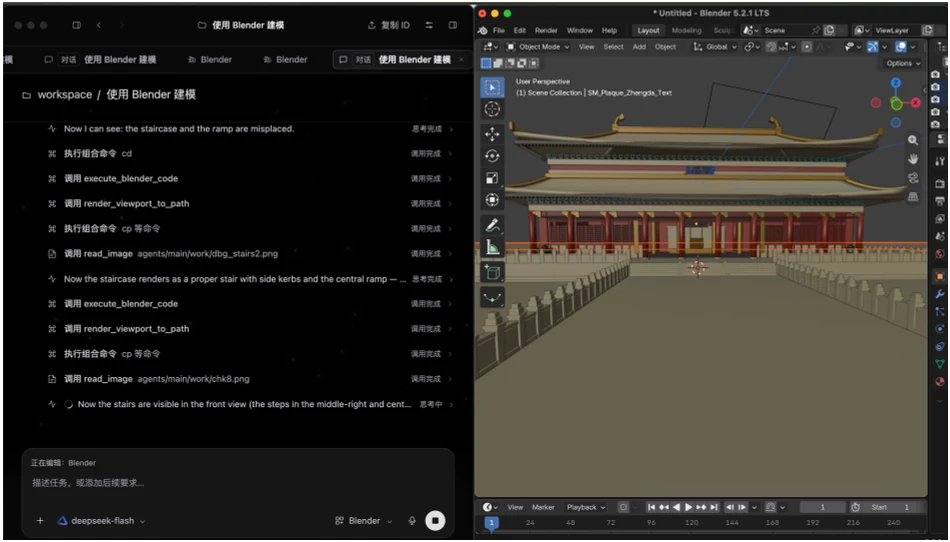 使用 Blender 建模
复制 ID
模
对话 使用 Blender 建模
Blender
Blender
对话 使用 Blender 建模
workspace / 使用 Blender 建模
Now I can see: the staircase and the ramp are misplaced. 思考完成
执行组合命令 cd 调用完成
调用 execute_blender_code 调用完成
调用 render_viewport_to_path 调用完成
执行组合命令 cp 等命令 调用完成
调用 read_image agents/main/work/dbg_stairs2.png 调用完成
Now the staircase renders as a proper stair with side kerbs and the central ramp — ... 思考完成
调用 execute_blender_code 调用完成
调用 render_viewport_to_path 调用完成
执行组合命令 cp 等命令 调用完成
调用 read_image agents/main/work/chk8.png 调用完成
Now the stairs are visible in the front view (the steps in the middle-right and cent... 思考中
正在编辑: Blender
描述任务，或添加后续要求...
deepseek-flash
Blender
* Untitled - Blender 5.2.1 LTS
File Edit Render Window Help Layout Modeling Scul Scene ViewLayer
Object Mode View Select Add Object Global
Options
User Perspective
(1) Scene Collection | SM_Plaque_Zhengda_Text
Z
X
View Marker Playback 1 Start 1
1 24 48 72 96 120 144 168 192 216